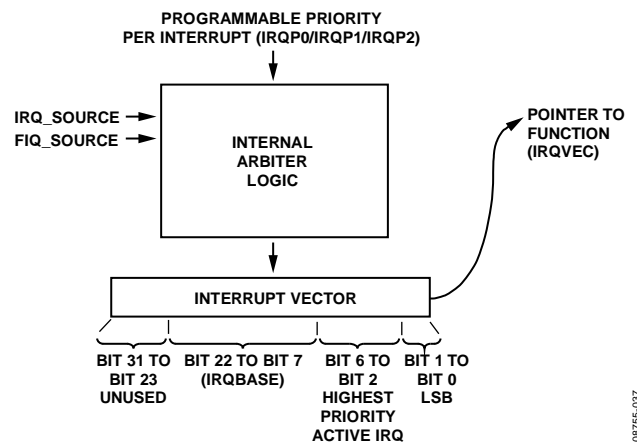 PROGRAMMABLE PRIORITY
PER INTERRUPT (IRQP0/IRQP1/IRQP2)
IRQ_SOURCE
FIQ_SOURCE
INTERNAL
ARBITER
LOGIC
POINTER TO
FUNCTION
(IRQVEC)
INTERRUPT VECTOR
BIT 31 TO
BIT 23
UNUSED
BIT 22 TO BIT 7
(IRQBASE)
BIT 6 TO
BIT 2
HIGHEST
PRIORITY
ACTIVE IRQ
BIT 1 TO
BIT 0
LSB
08755-037